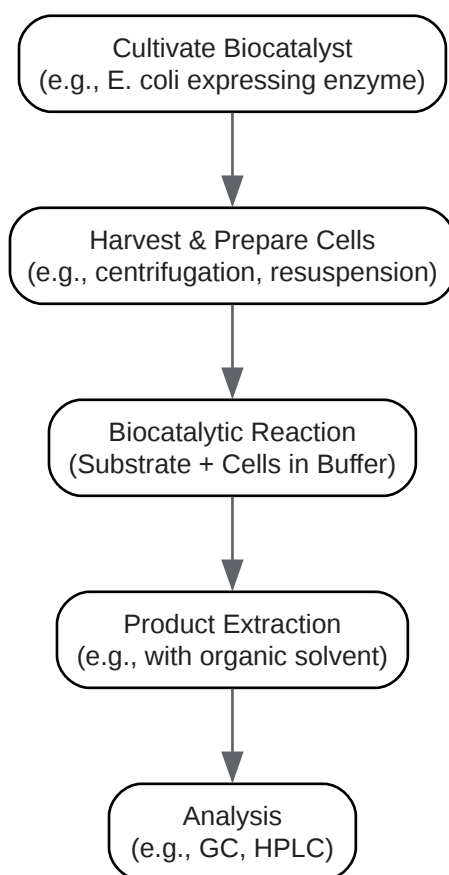 Cultivate Biocatalyst
(e.g., E. coli expressing enzyme)
Harvest & Prepare Cells
(e.g., centrifugation, resuspension)
Biocatalytic Reaction
(Substrate + Cells in Buffer)
Product Extraction
(e.g., with organic solvent)
Analysis
(e.g., GC, HPLC)